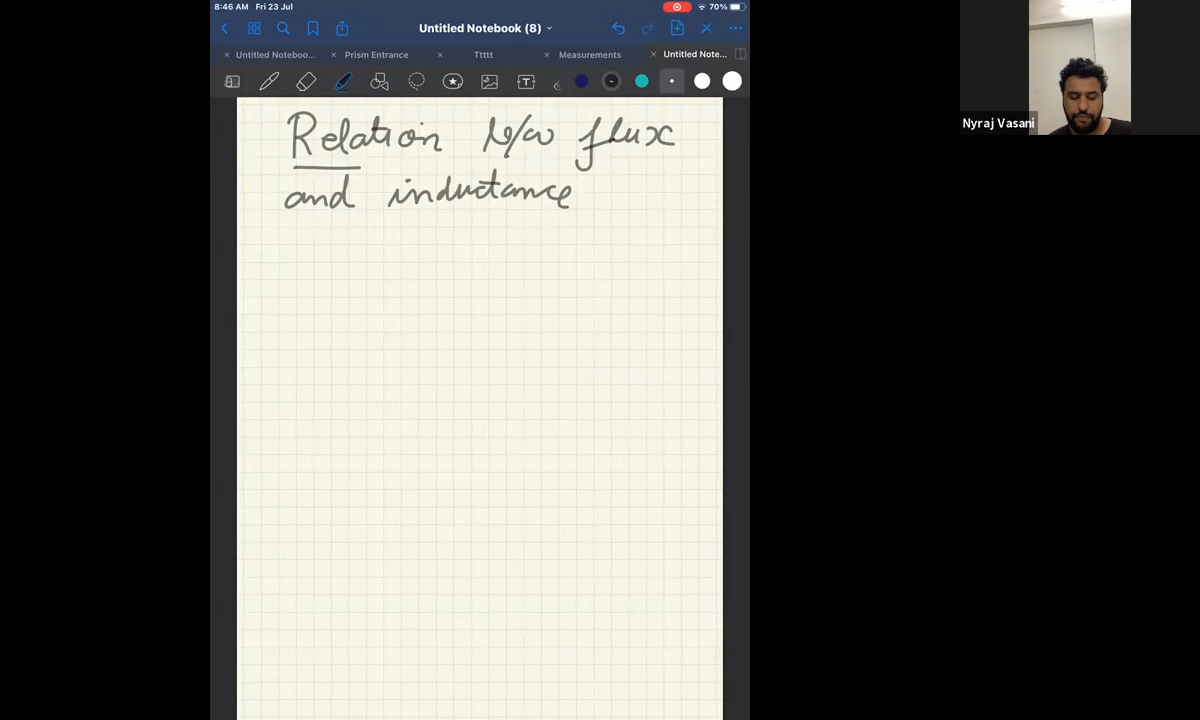 8:46 AM Fri 23 Jul
70%
Untitled Notebook (8)
Untitled Noteboo...
Prism Entrance
Ttttt
Measurements
Untitled Note...
Relation b/w flux
and inductance
Nyraj Vasani